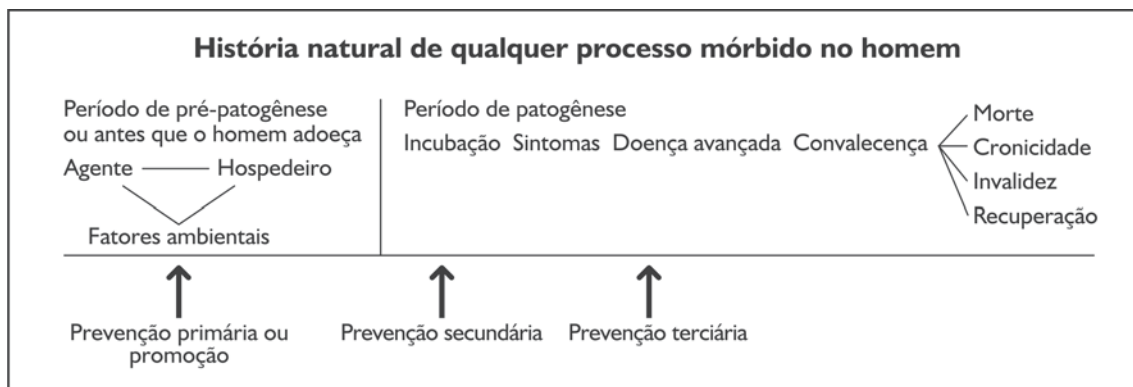 História natural de qualquer processo mórbido no homem
Período de pré-patogênese
ou antes que o homem adoeça
Agente
Hospedeiro
Fatores ambientais
Período de patogênese
Incubação Sintomas Doença avançada Convalecença
Morte
Cronicidade
Invalidez
Recuperação
Prevenção primária ou
promoção
Prevenção secundária
Prevenção terciária